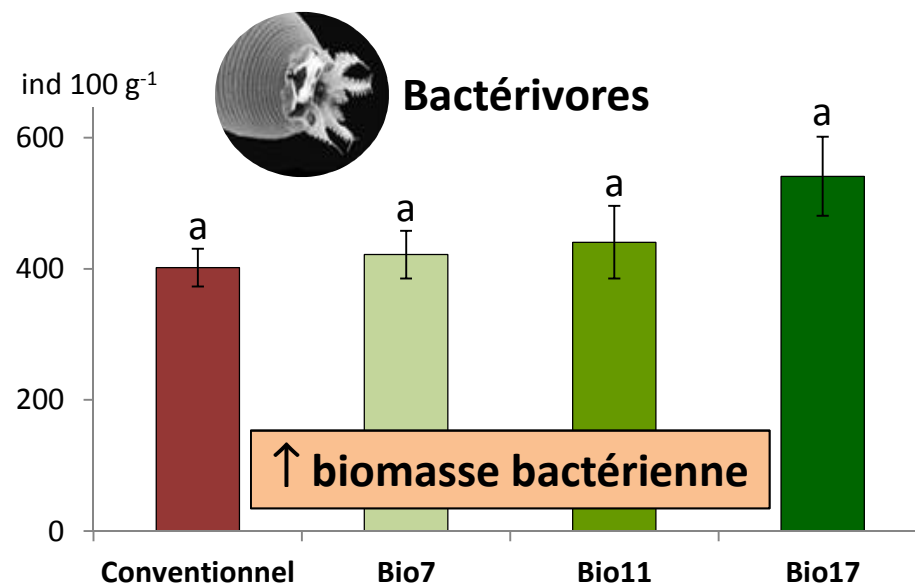 ind 100 g⁻¹
Bactérivores
600
400
200
0
a
a
a
a
↑ biomasse bactérienne
Conventionnel
Bio7
Bio11
Bio17